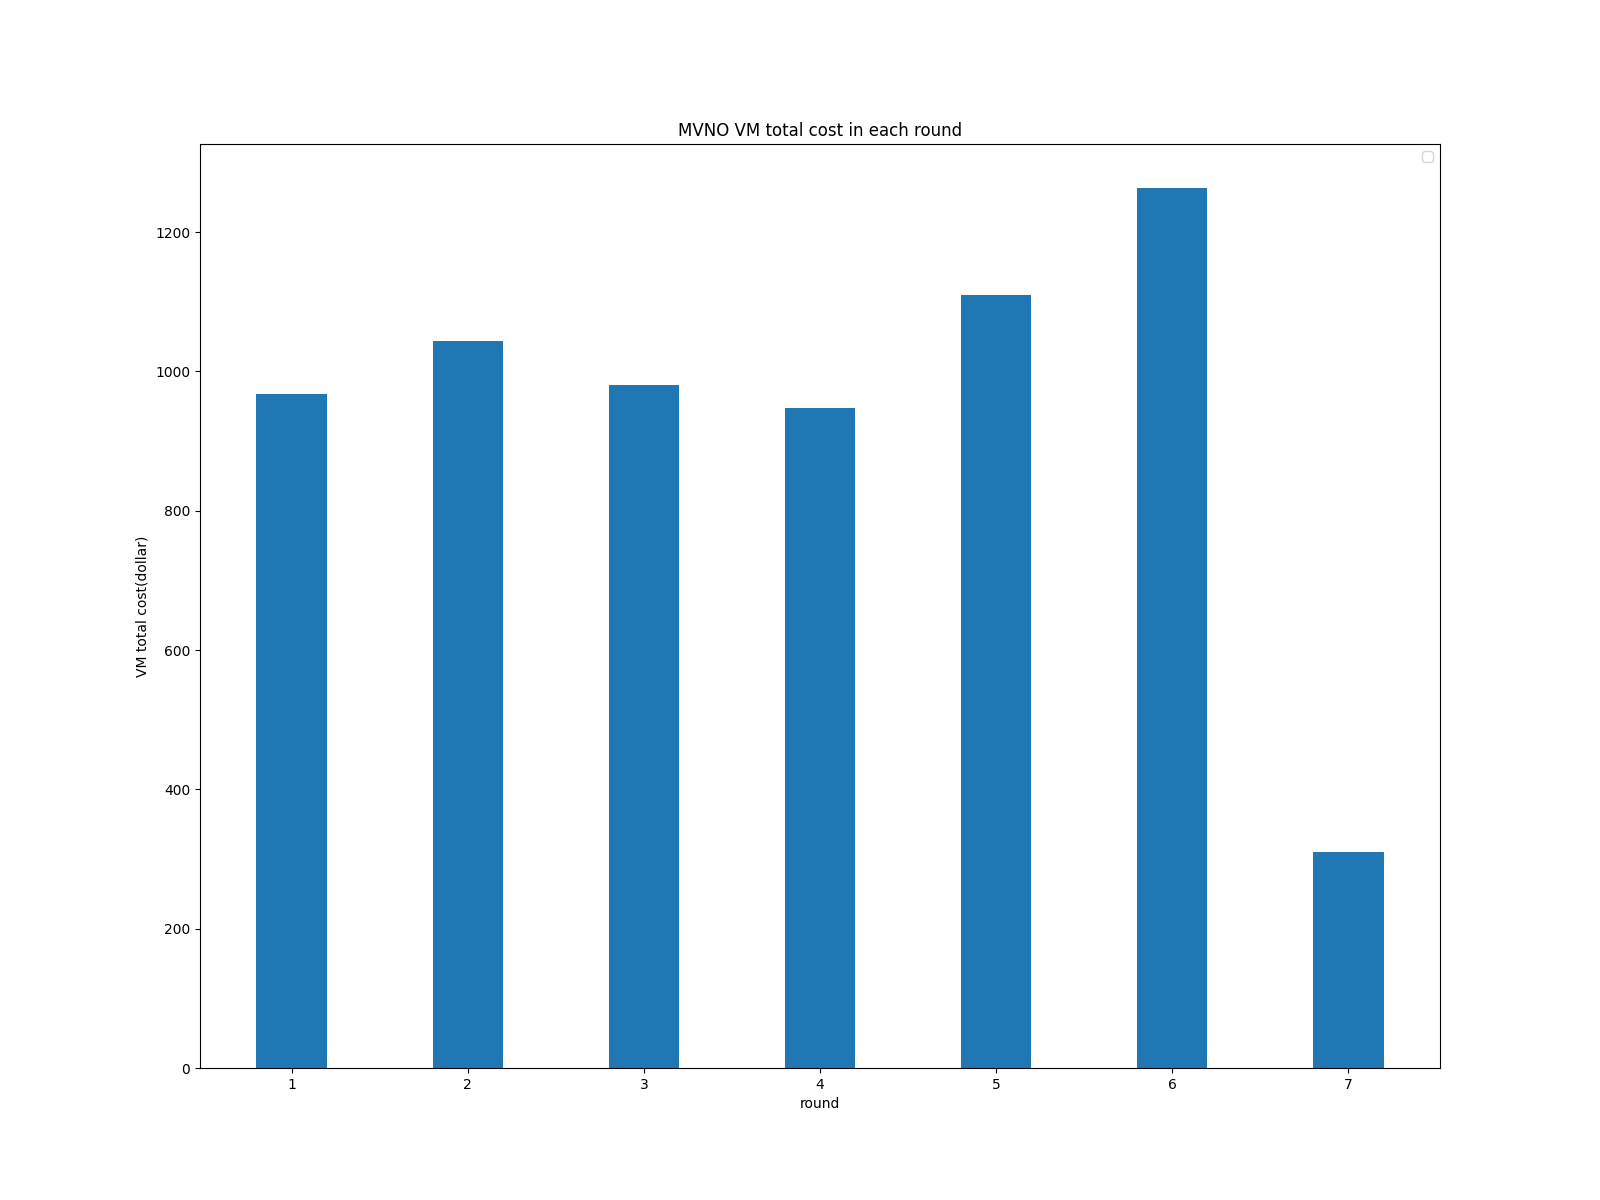 MVNO VM total cost in each round
VM total cost(dollar)
1200
1000
800
600
400
200
0
1 2 3 4 5 6 7
round